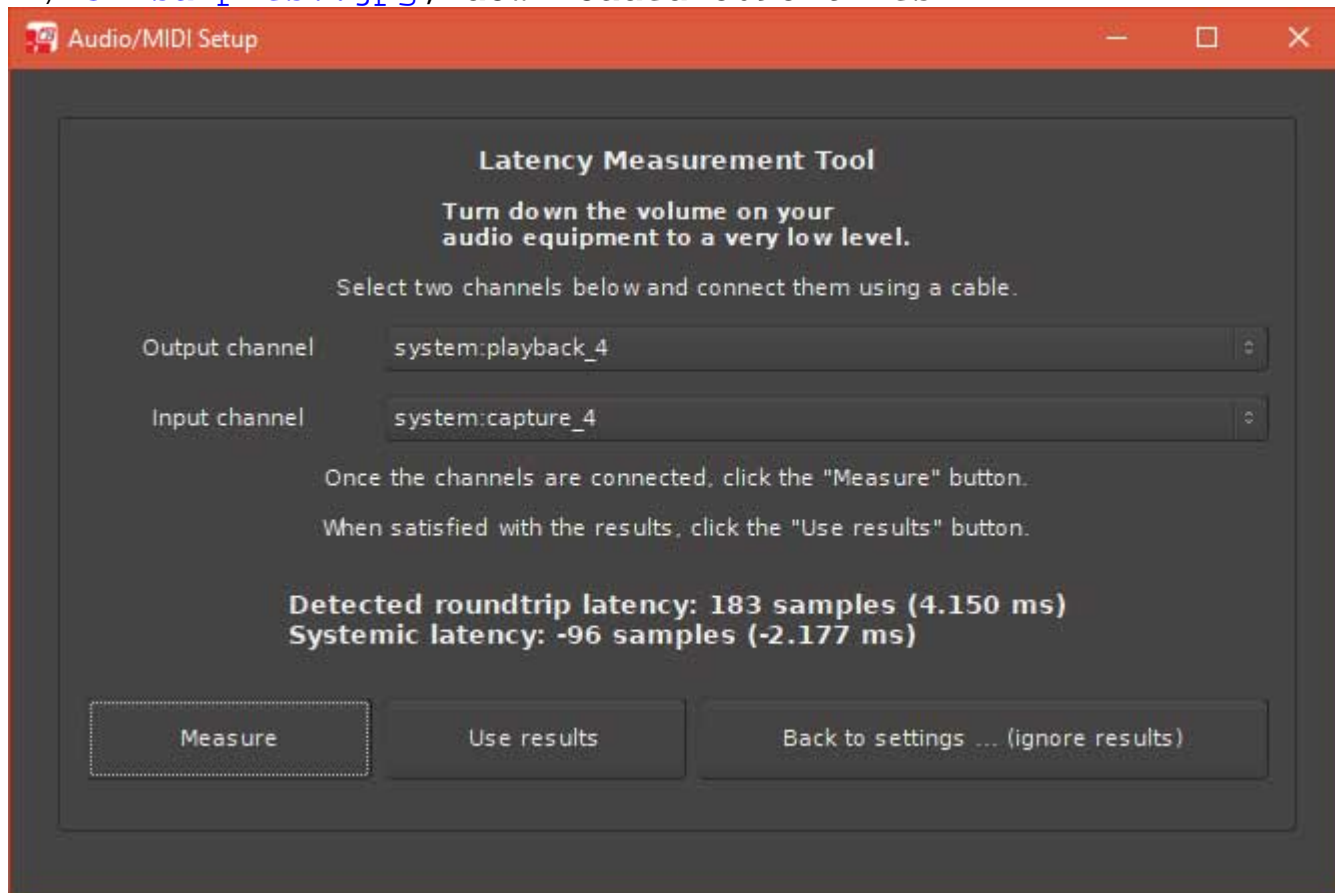 Audio/MIDI Setup
Latency Measurement Tool
Turn down the volume on your
audio equipment to a very low level.
Select two channels below and connect them using a cable.
Output channel system:playback_4
Input channel system:capture_4
Once the channels are connected, click the "Measure" button.
When satisfied with the results, click the "Use results" button.
Detected roundtrip latency: 183 samples (4.150 ms)
Systemic latency: -96 samples (-2.177 ms)
Measure Use results Back to settings ... (ignore results)